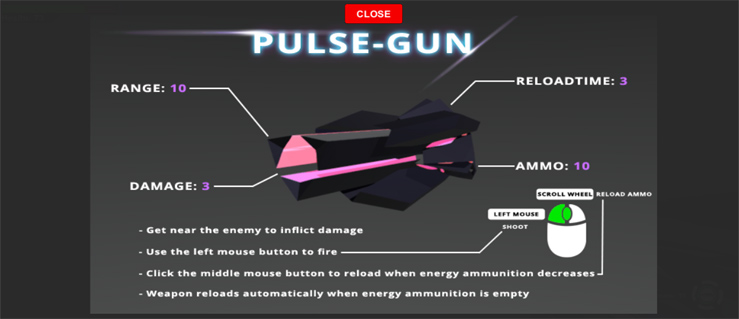 CLOSE
PULSE-GUN
RANGE: 10
RELOADTIME: 3
DAMAGE: 3
AMMO: 10
SCROLL WHEEL RELOAD AMMO
LEFT MOUSE
SHOOT
- Get near the enemy to inflict damage
- Use the left mouse button to fire
- Click the middle mouse button to reload when energy ammunition decreases
- Weapon reloads automatically when energy ammunition is empty